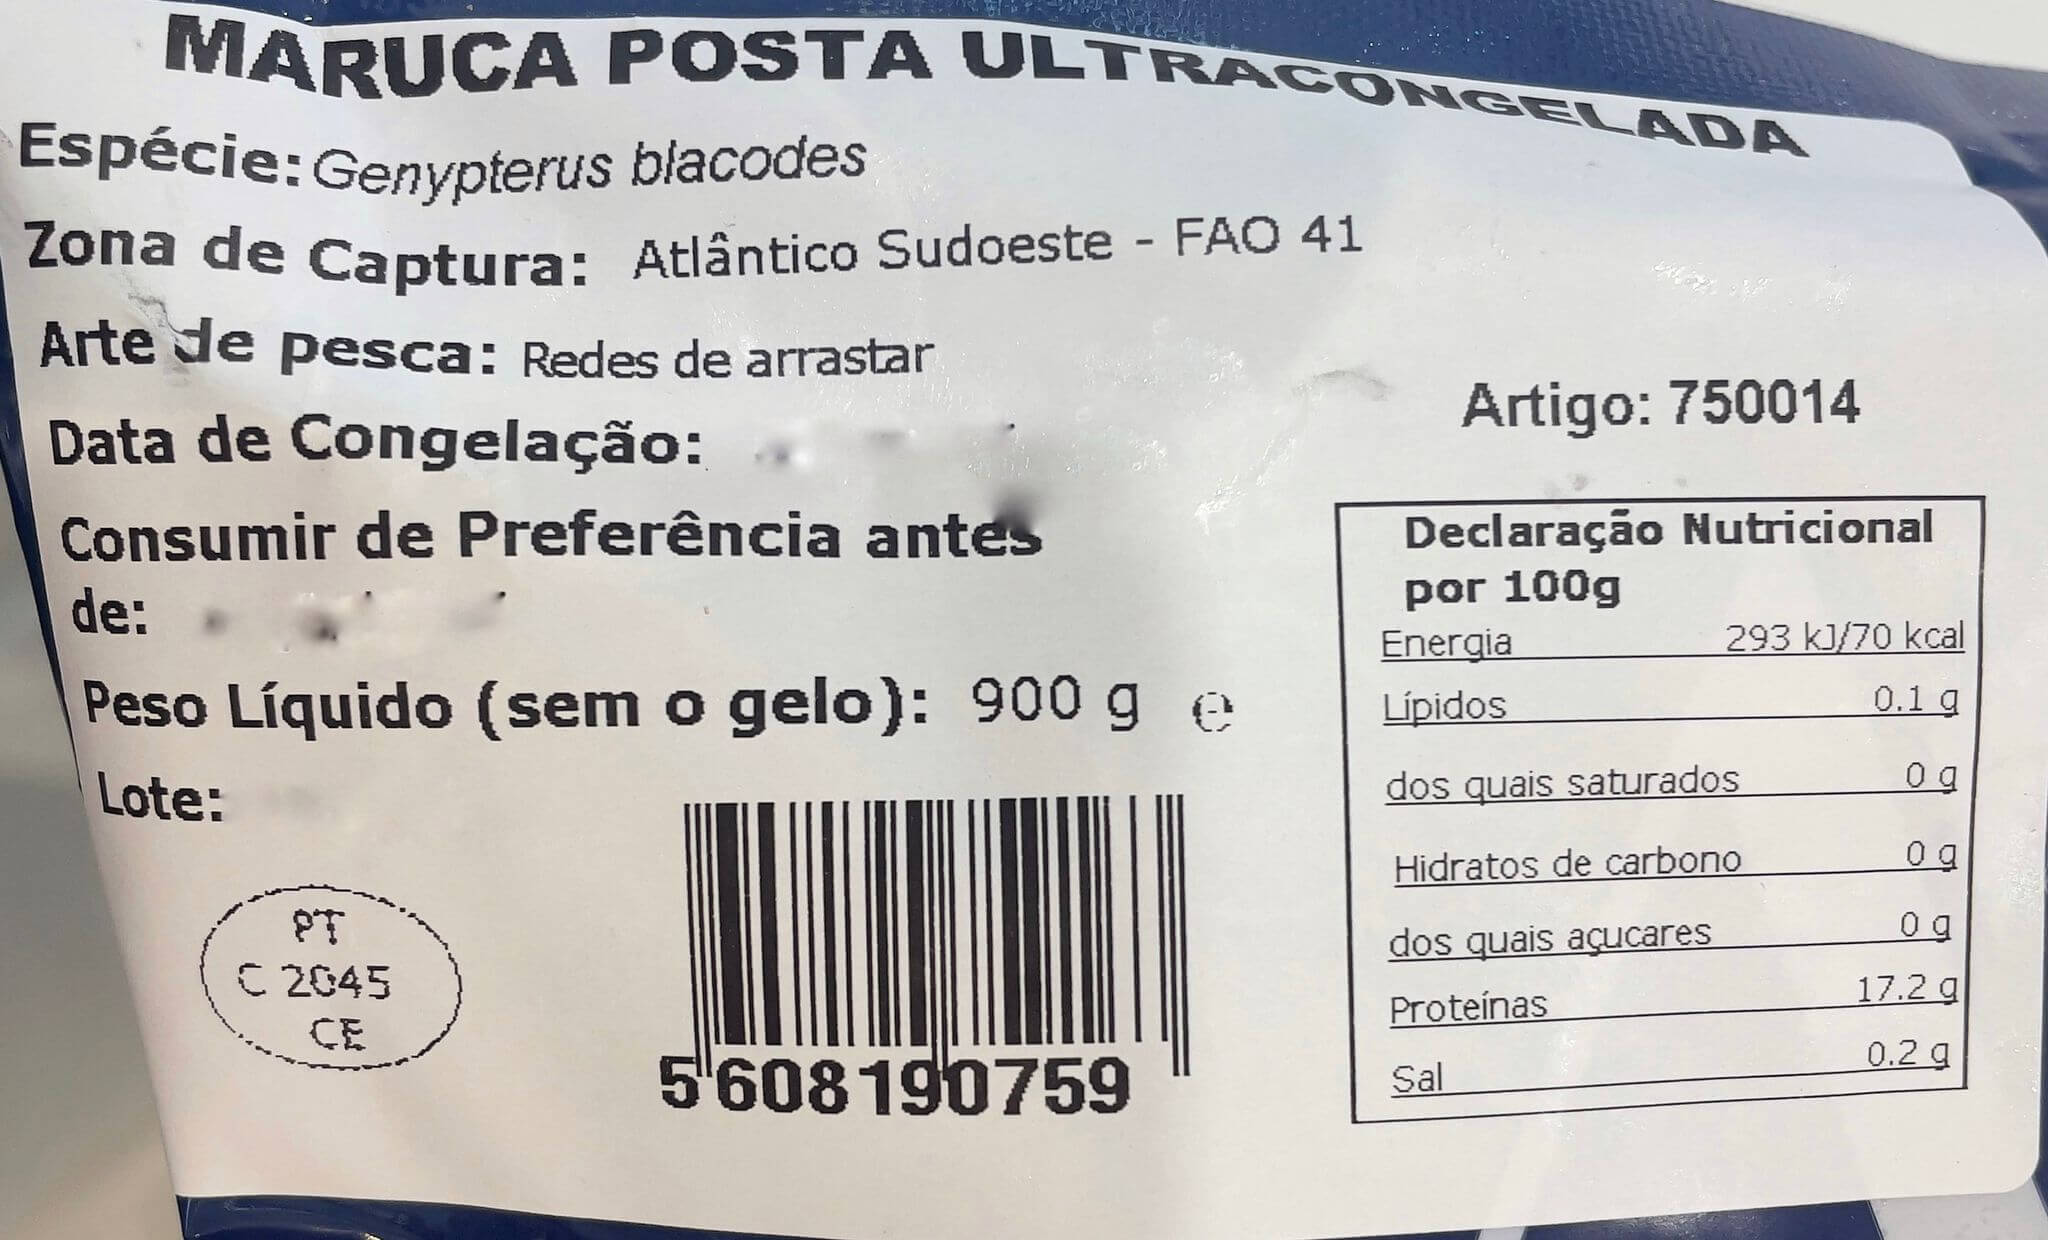 MARUCA POSTA ULTRACONGELADA
Espécie: Genypterus blacodes
Zona de Captura: Atlântico Sudoeste - FAO 41
Arte de pesca: Redes de arrastar
Data de Congelação:
Consumir de Preferência antes
de:
Peso Líquido (sem o gelo): 900 g e
Lote:
PT
C 2045
CE
5608190759
Artigo: 750014
Declaração Nutricional
por 100g
Energia 293 kJ/70 kcal
Lípidos 0.1 g
dos quais saturados 0 g
Hidratos de carbono 0 g
dos quais açucares 0 g
Proteínas 17.2 g
Sal 0.2 g